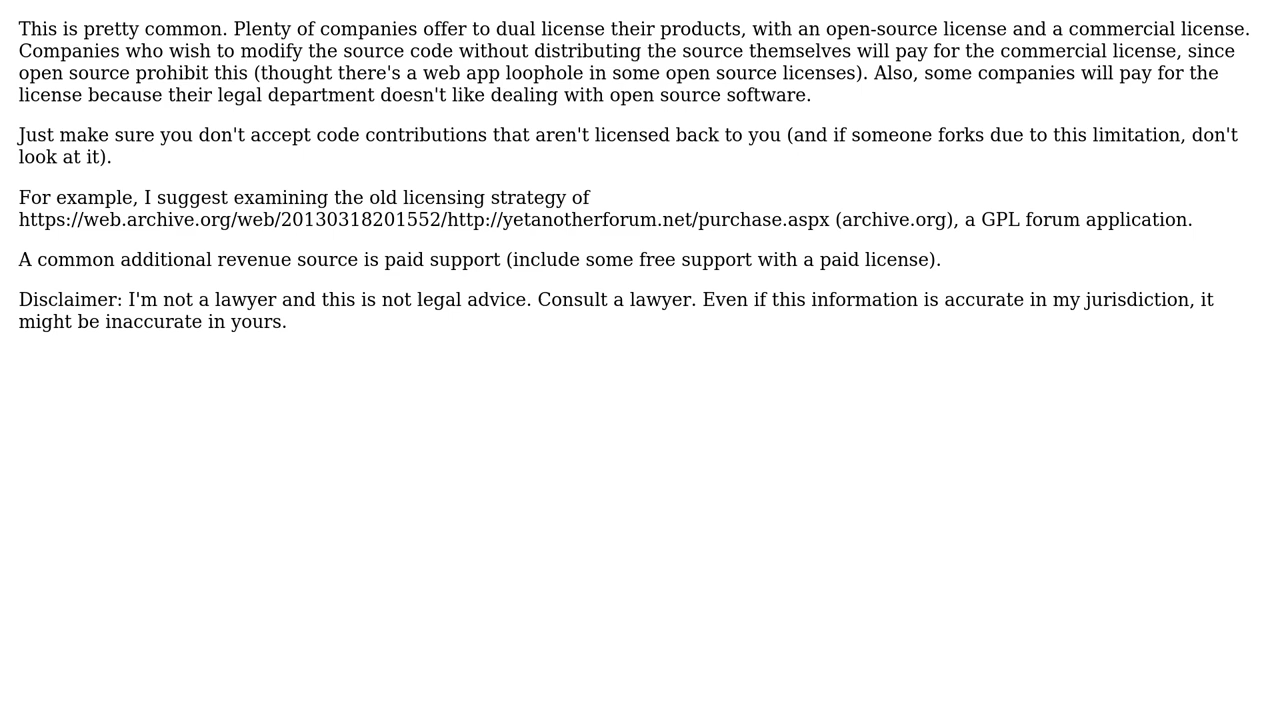 This is pretty common. Plenty of companies offer to dual license their products, with an open-source license and a commercial license.
Companies who wish to modify the source code without distributing the source themselves will pay for the commercial license, since
open source prohibit this (thought there's a web app loophole in some open source licenses). Also, some companies will pay for the
license because their legal department doesn't like dealing with open source software.
Just make sure you don't accept code contributions that aren't licensed back to you (and if someone forks due to this limitation, don't
look at it).
For example, I suggest examining the old licensing strategy of
https://web.archive.org/web/20130318201552/http://yetanotherforum.net/purchase.aspx (archive.org), a GPL forum application.
A common additional revenue source is paid support (include some free support with a paid license).
Disclaimer: I'm not a lawyer and this is not legal advice. Consult a lawyer. Even if this information is accurate in my jurisdiction, it
might be inaccurate in yours.